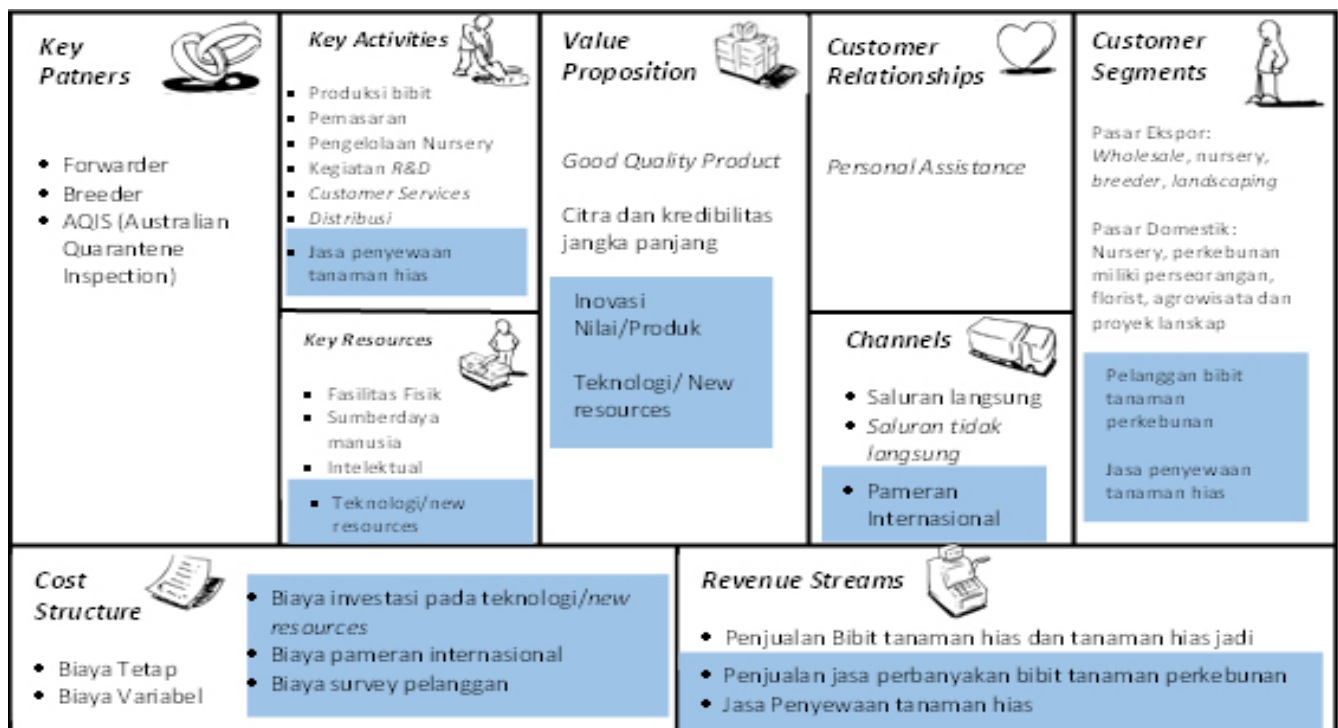 Key
Patners
• Forwarder
• Breeder
• AQIS (Australian
Quarantene
Inspection)
Key Activities
▪ Produksi bibit
▪ Pemasaran
▪ Pengelolaan Nursery
▪ Kegiatan R&D
▪ Customer Services
▪ Distribusi
▪ Jasa penyewaan
tanaman hias
Key Resources
▪ Fasilitas Fisik
▪ Sumberdaya
manusia
▪ Intelektual
▪ Teknologi/new
resources
Value
Proposition
Good Quality Product
Citra dan kredibilitas
jangka panjang
Inovasi
Nilai/Produk
Teknologi/ New
resources
Customer
Relationships
Personal Assistance
Channels
• Saluran langsung
• Saluran tidak
langsung
• Pameran
Internasional
Customer
Segments
Pasar Ekspor:
Wholesale, nursery,
breeder, landscaping
Pasar Domestik:
Nursery, perkebunan
miliki perseorangan,
florist, agrowisata dan
proyek lanskap
Pelanggan bibit
tanaman
perkebunan
Jasa penyewaan
tanaman hias
Cost
Structure
• Biaya Tetap
• Biaya Variabel
• Biaya investasi pada teknologi/new
resources
• Biaya pameran internasional
• Biaya survey pelanggan
Revenue Streams
• Penjualan Bibit tanaman hias dan tanaman hias jadi
• Penjualan jasa perbanyakan bibit tanaman perkebunan
• Jasa Penyewaan tanaman hias